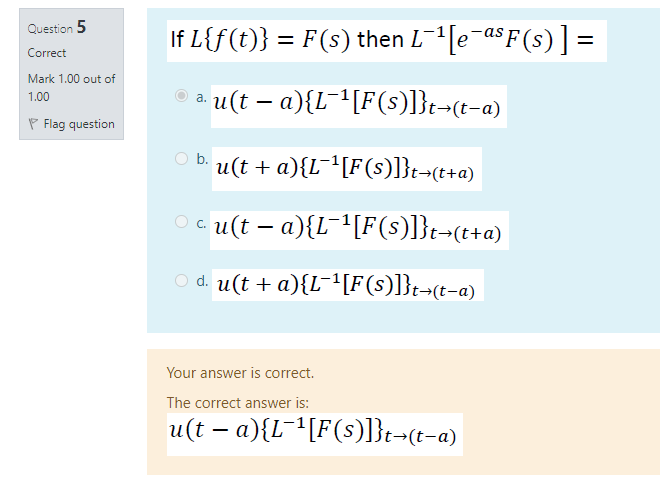 Question 5
Correct
Mark 1.00 out of
1.00
Flag question
If L{f(t)} = F(s) then L⁻¹[e⁻ᵃˢF(s)] =
a. u(t − a){L⁻¹[F(s)]}t→(t−a)
b. u(t + a){L⁻¹[F(s)]}t→(t+a)
c. u(t − a){L⁻¹[F(s)]}t→(t+a)
d. u(t + a){L⁻¹[F(s)]}t→(t−a)
Your answer is correct.
The correct answer is:
u(t − a){L⁻¹[F(s)]}t→(t−a)